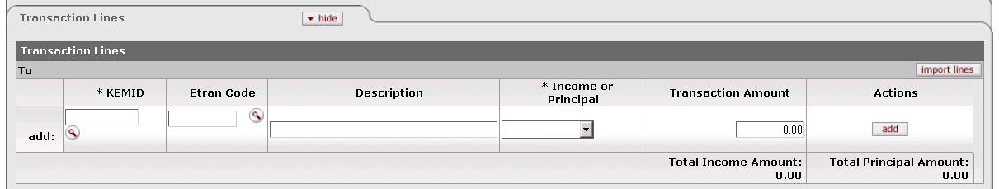 Transaction Lines
hide
Transaction Lines
To
import lines
* KEMID
Etran Code
Description
* Income or
Principal
Transaction Amount
Actions
add:
0.00
add
Total Income Amount:
0.00
Total Principal Amount:
0.00